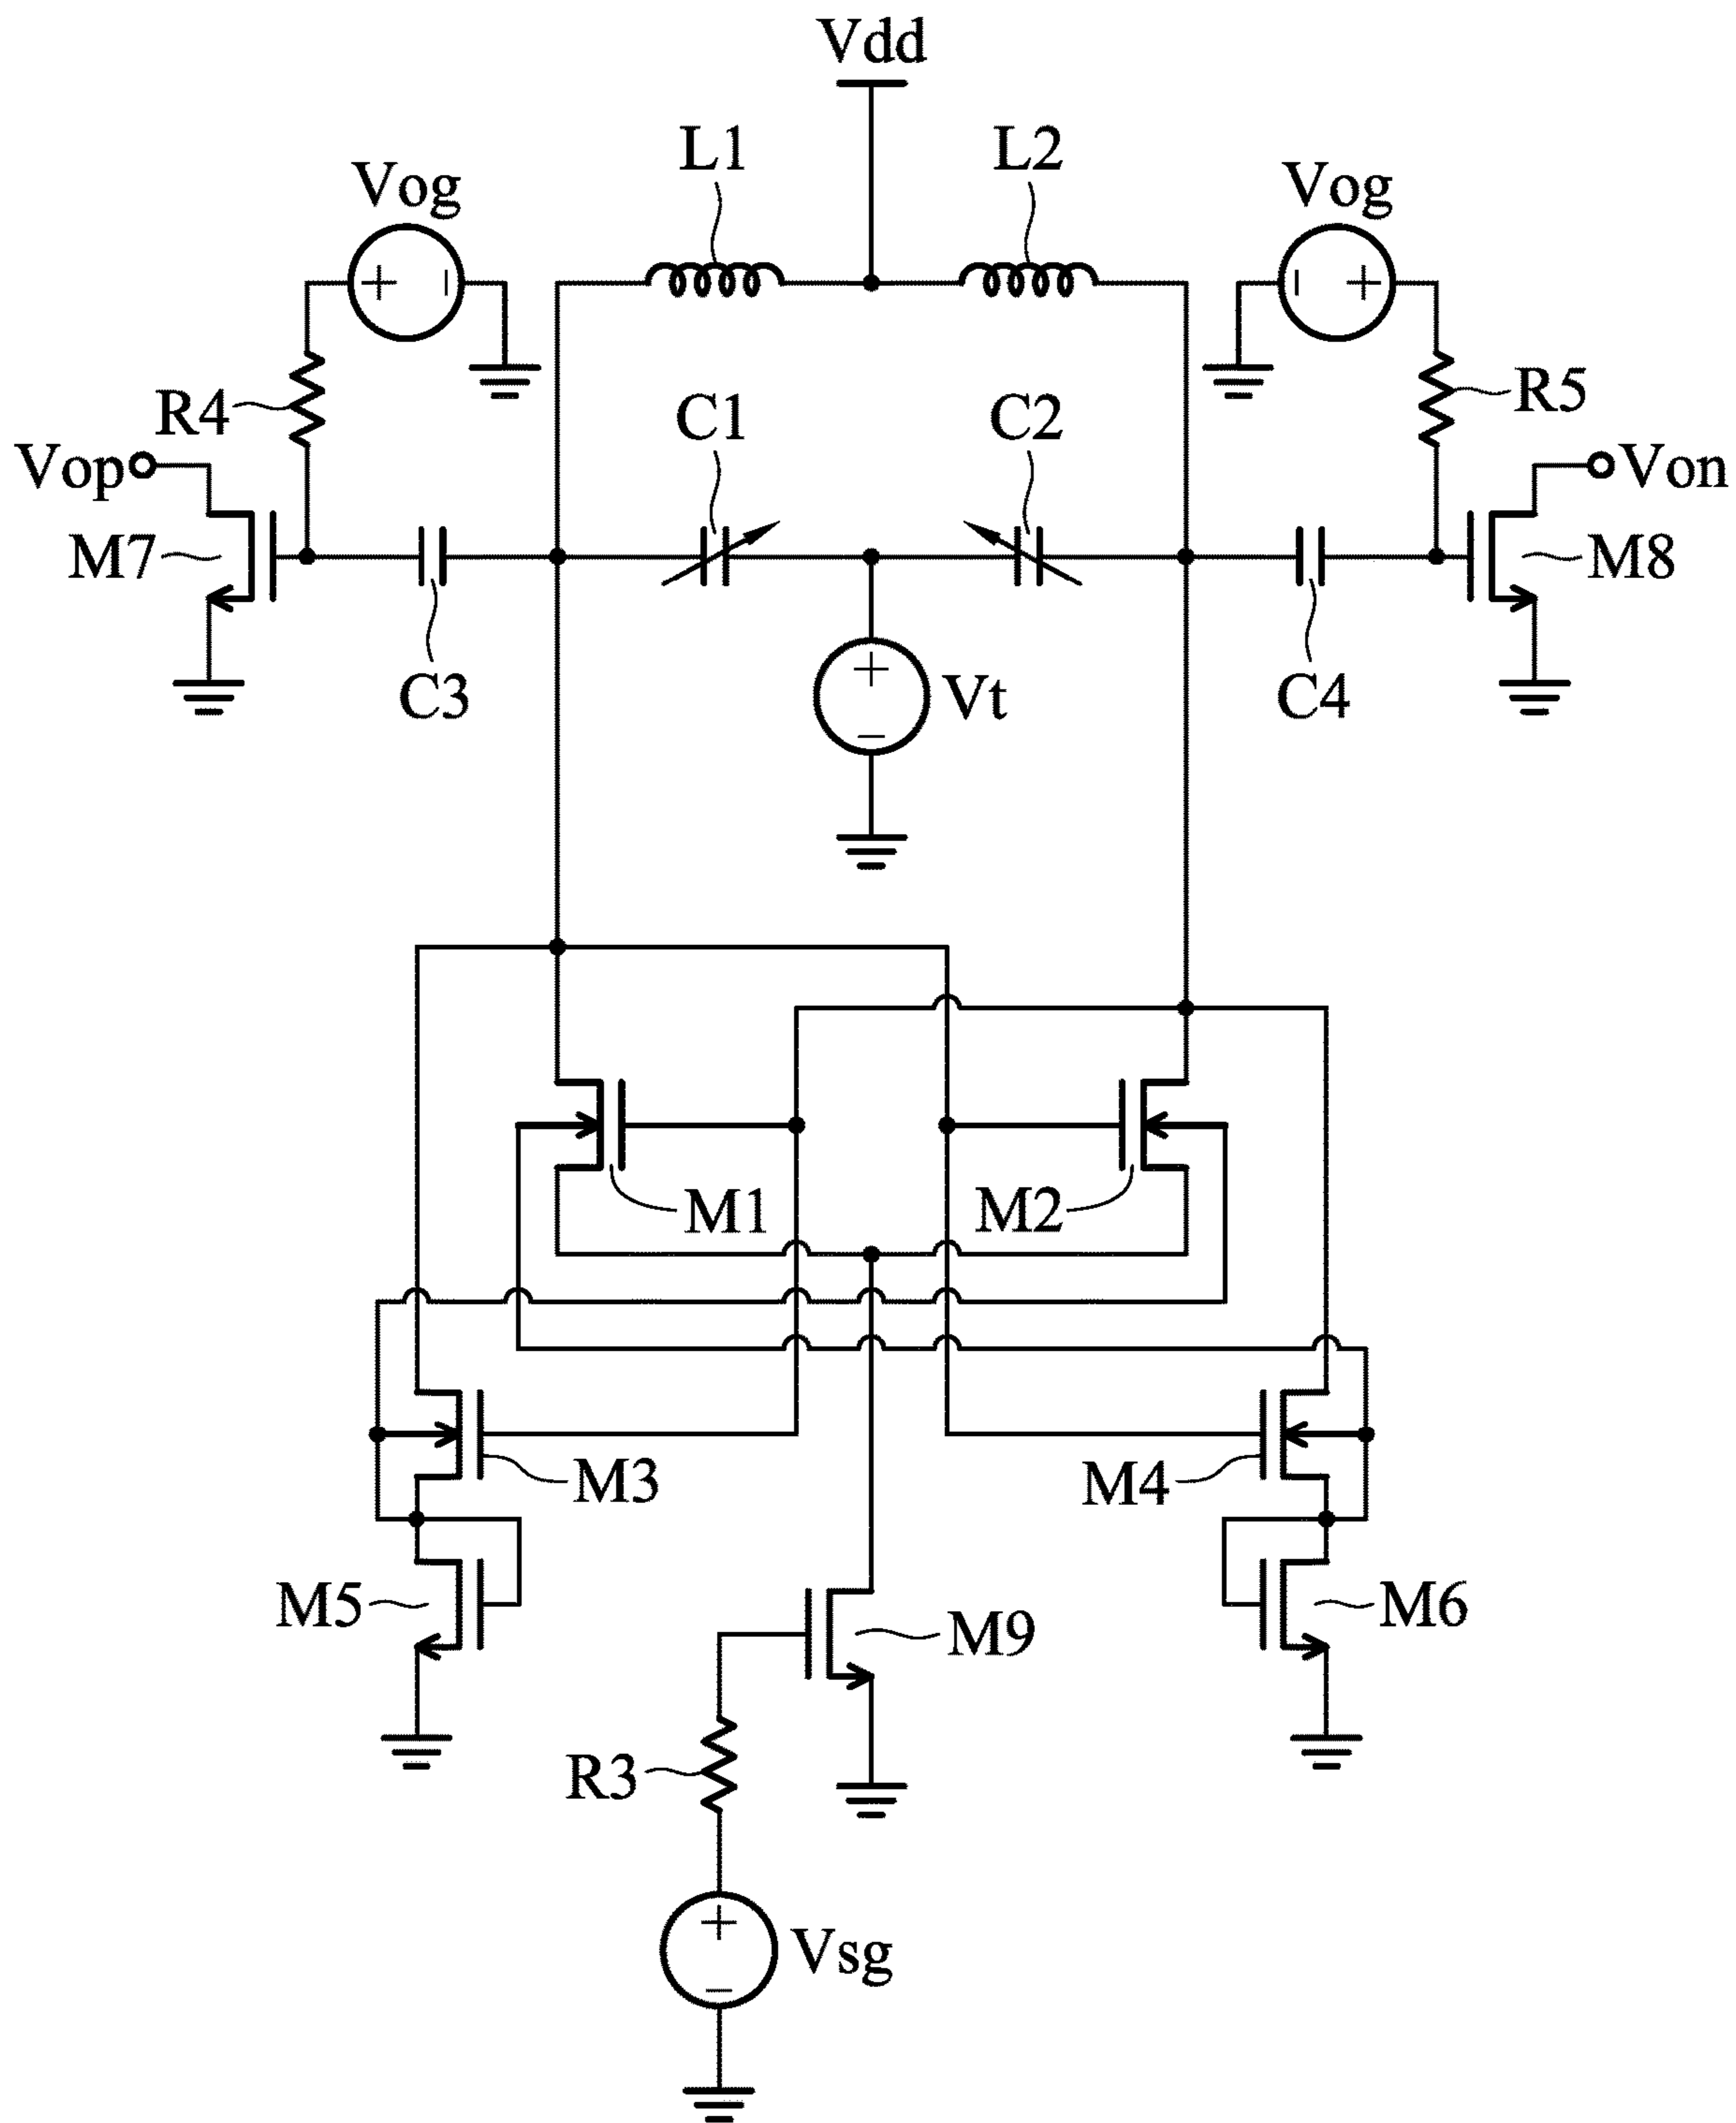 Vdd
L1
L2
Vog
Vog
+
−
−
+
R4
C1
C2
R5
Vop
Von
M7
M8
C3
+
−
Vt
C4
M1
M2
M3
M4
M5
M9
M6
R3
+
−
Vsg